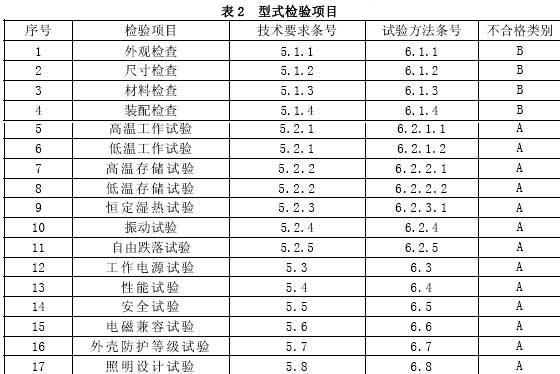 表2 型式检验项目
序号 检验项目 技术要求条号 试验方法条号 不合格类别
1 外观检查 5.1.1 6.1.1 B
2 尺寸检查 5.1.2 6.1.2 B
3 材料检查 5.1.3 6.1.3 B
4 装配检查 5.1.4 6.1.4 B
5 高温工作试验 5.2.1 6.2.1.1 A
6 低温工作试验 5.2.1 6.2.1.2 A
7 高温存储试验 5.2.2 6.2.2.1 A
8 低温存储试验 5.2.2 6.2.2.2 A
9 恒定湿热试验 5.2.3 6.2.3.1 A
10 振动试验 5.2.4 6.2.4 A
11 自由跌落试验 5.2.5 6.2.5 A
12 工作电源试验 5.3 6.3 A
13 性能试验 5.4 6.4 A
14 安全试验 5.5 6.5 A
15 电磁兼容试验 5.6 6.6 A
16 外壳防护等级试验 5.7 6.7 A
17 照明设计试验 5.8 6.8 A